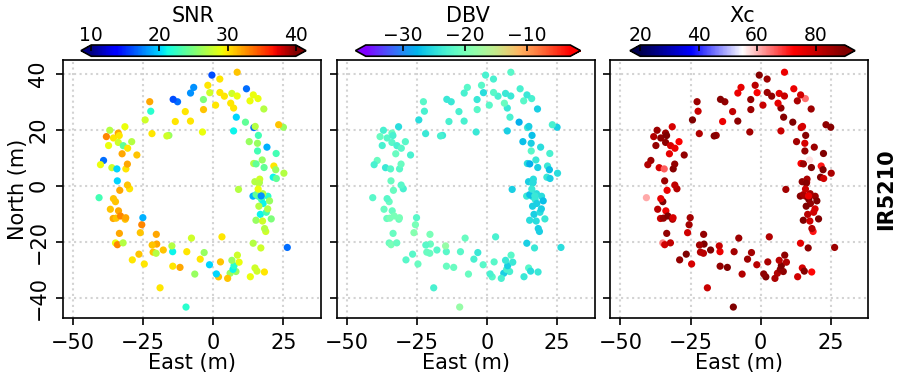 SNR DBV Xc
10 20 30 40 −30 −20 −10 20 40 60 80
40
20
0
−20
−40
North (m)
−50 −25 0 25 −50 −25 0 25 −50 −25 0 25
East (m) East (m) East (m)
IR5210